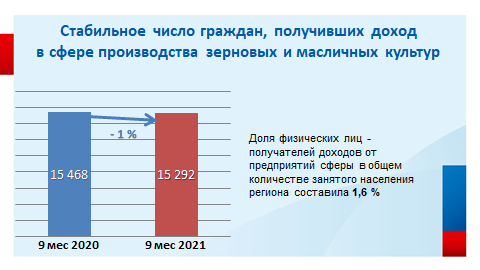 Стабильное число граждан, получивших доход
в сфере производства зерновых и масличных культур
- 1 %
15 468
15 292
9 мес 2020
9 мес 2021
Доля физических лиц -
получателей доходов от
предприятий сферы в общем
количестве занятого населения
региона составила 1,6 %